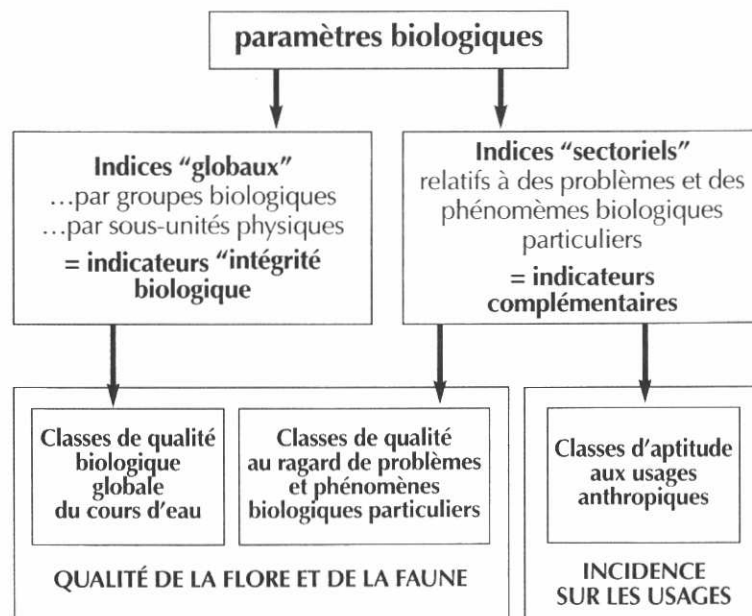 paramètres biologiques
Indices “globaux”
...par groupes biologiques
...par sous-unités physiques
= indicateurs “intégrité
biologique
Indices “sectoriels”
relatifs à des problèmes et des
phénomèmes biologiques
particuliers
= indicateurs
complémentaires
Classes de qualité
biologique
globale
du cours d'eau
Classes de qualité
au ragard de problèmes
et phénomènes
biologiques particuliers
QUALITÉ DE LA FLORE ET DE LA FAUNE
Classes d'aptitude
aux usages
anthropiques
INCIDENCE
SUR LES USAGES